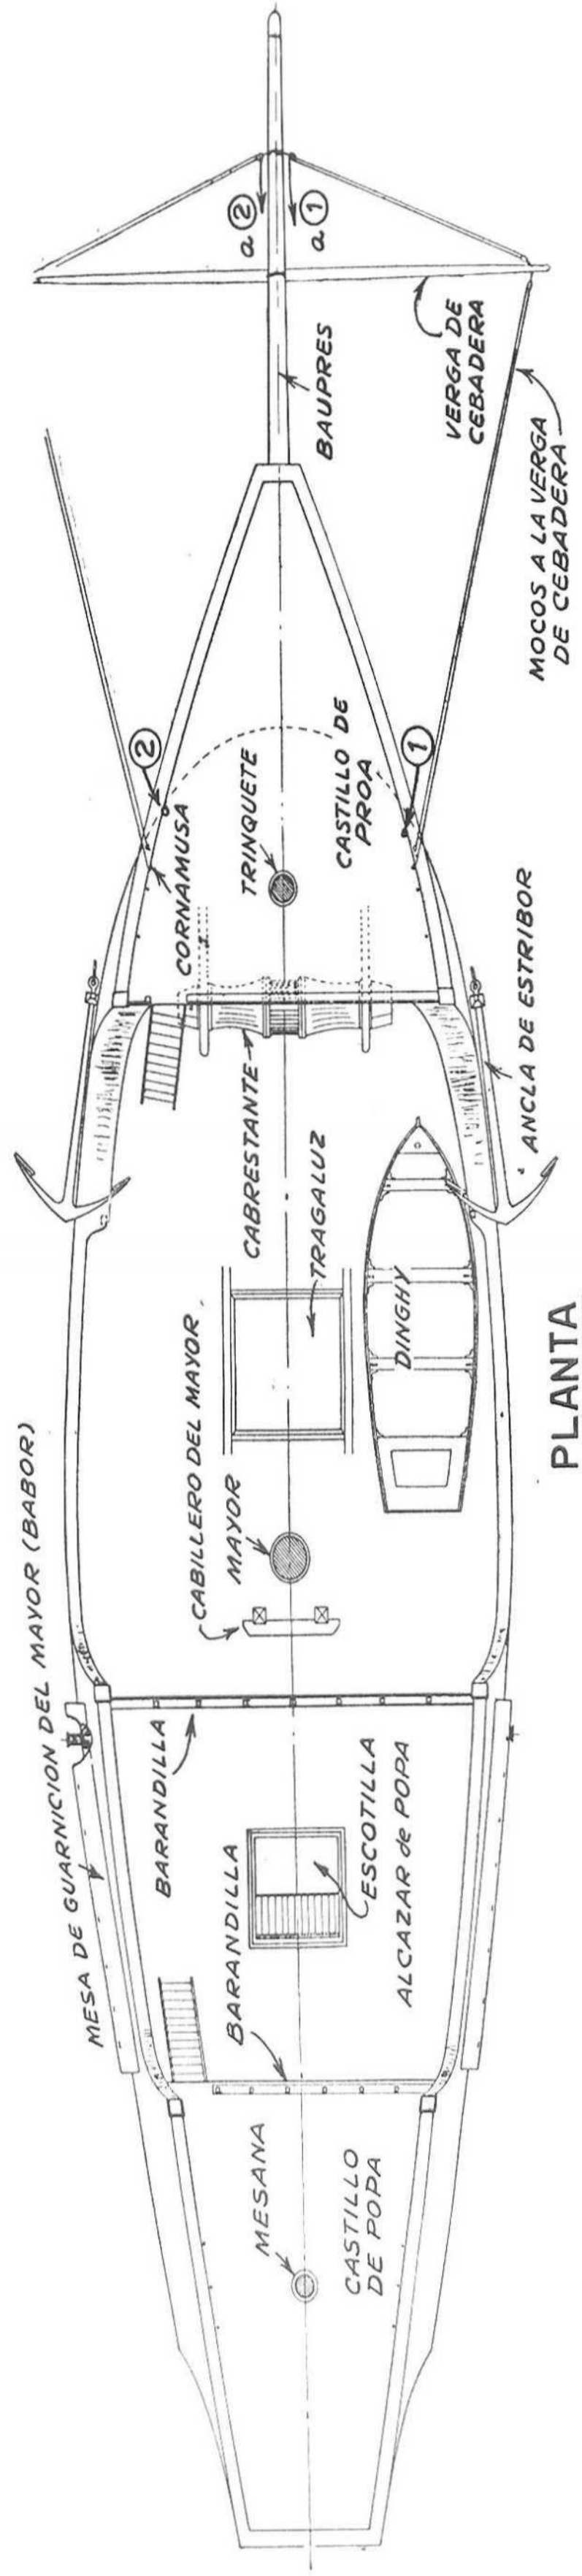 MESA DE GUARNICION DEL MAYOR (BABOR)
MESANA
CASTILLO
DE POPA
BARANDILLA
BARANDILLA
ESCOTILLA
ALCAZAR de POPA
CABILLERO DEL MAYOR
MAYOR
TRAGALUZ
DINGHY
CABRESTANTE
CORNAMUSA
TRINQUETE
CASTILLO DE
PROA
ANCLA DE ESTRIBOR
2
1
BAUPRES
a 2
a 1
VERGA DE
CEBADERA
MOCOS A LA VERGA
DE CEBADERA
PLANTA